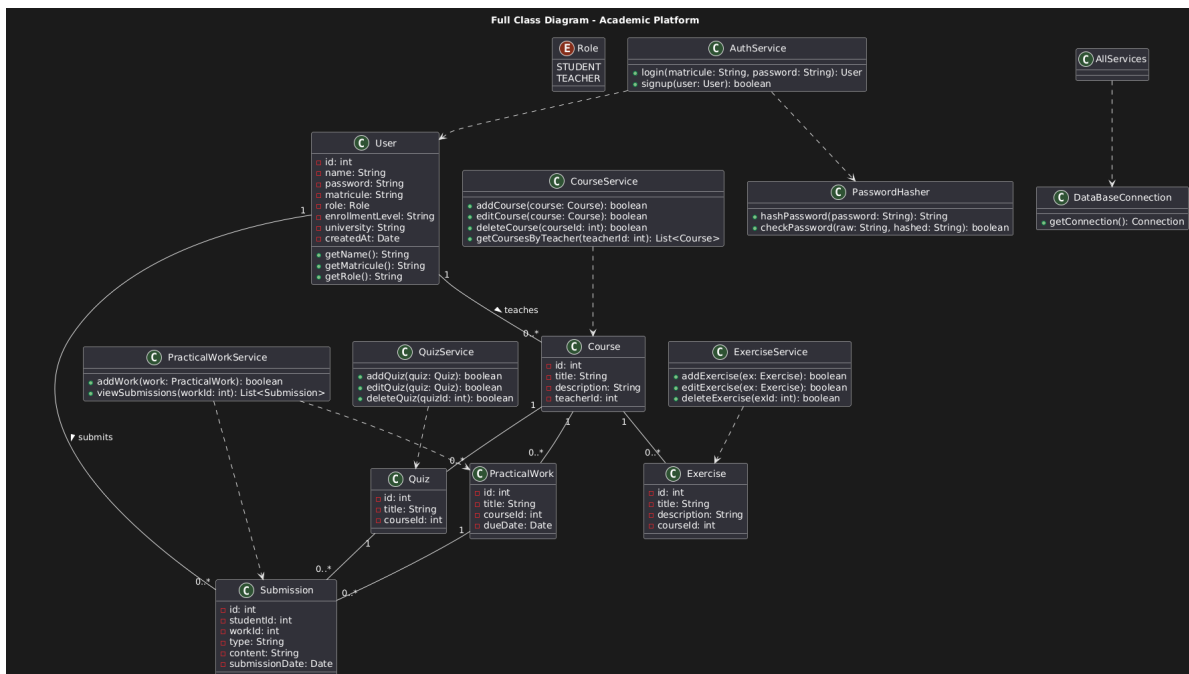 Full Class Diagram - Academic Platform
E Role
STUDENT
TEACHER
C AuthService
login(matricule: String, password: String): User
signup(user: User): boolean
C AllServices
C User
id: int
name: String
password: String
matricule: String
role: Role
enrollmentLevel: String
university: String
createdAt: Date
getName(): String
getMatricule(): String
getRole(): String
C CourseService
addCourse(course: Course): boolean
editCourse(course: Course): boolean
deleteCourse(courseId: int): boolean
getCoursesByTeacher(teacherId: int): List<Course>
C PasswordHasher
hashPassword(password: String): String
checkPassword(raw: String, hashed: String): boolean
C DataBaseConnection
getConnection(): Connection
1
1
teaches
0..*
C PracticalWorkService
addWork(work: PracticalWork): boolean
viewSubmissions(workId: int): List<Submission>
C QuizService
addQuiz(quiz: Quiz): boolean
editQuiz(quiz: Quiz): boolean
deleteQuiz(quizId: int): boolean
C Course
id: int
title: String
description: String
teacherId: int
C ExerciseService
addExercise(ex: Exercise): boolean
editExercise(ex: Exercise): boolean
deleteExercise(exId: int): boolean
submits
1
1
1
0..*
0..*
0..*
C Quiz
id: int
title: String
courseId: int
C PracticalWork
id: int
title: String
courseId: int
dueDate: Date
C Exercise
id: int
title: String
description: String
courseId: int
1
1
0..*
0..*
0..*
C Submission
id: int
studentId: int
workId: int
type: String
content: String
submissionDate: Date